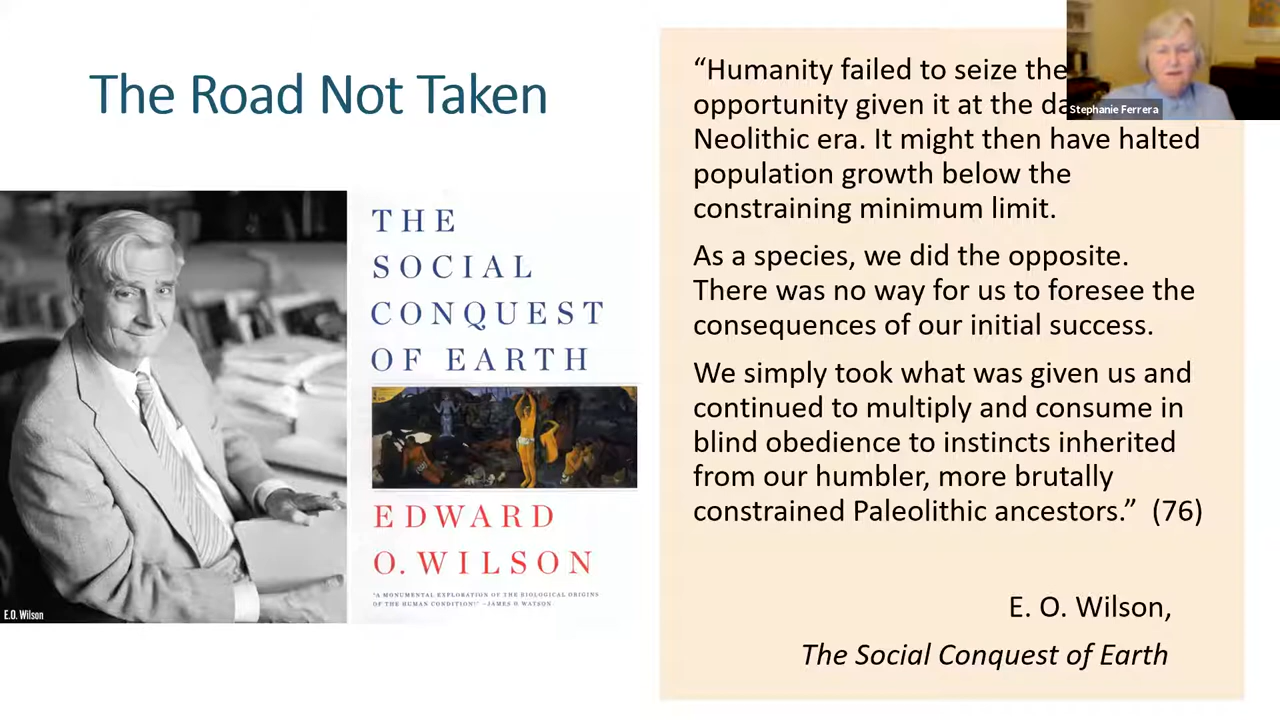 The Road Not Taken
E.O. Wilson
THE
SOCIAL
CONQUEST
OF EARTH
EDWARD
O. WILSON
"A MONUMENTAL EXPLORATION OF THE BIOLOGICAL ORIGINS
OF THE HUMAN CONDITION!" –JAMES D WATSON
“Humanity failed to seize the
opportunity given it at the
Neolithic era. It might then have halted
population growth below the
constraining minimum limit.
As a species, we did the opposite.
There was no way for us to foresee the
consequences of our initial success.
We simply took what was given us and
continued to multiply and consume in
blind obedience to instincts inherited
from our humbler, more brutally
constrained Paleolithic ancestors.” (76)
E. O. Wilson,
The Social Conquest of Earth
Stephanie Ferrera